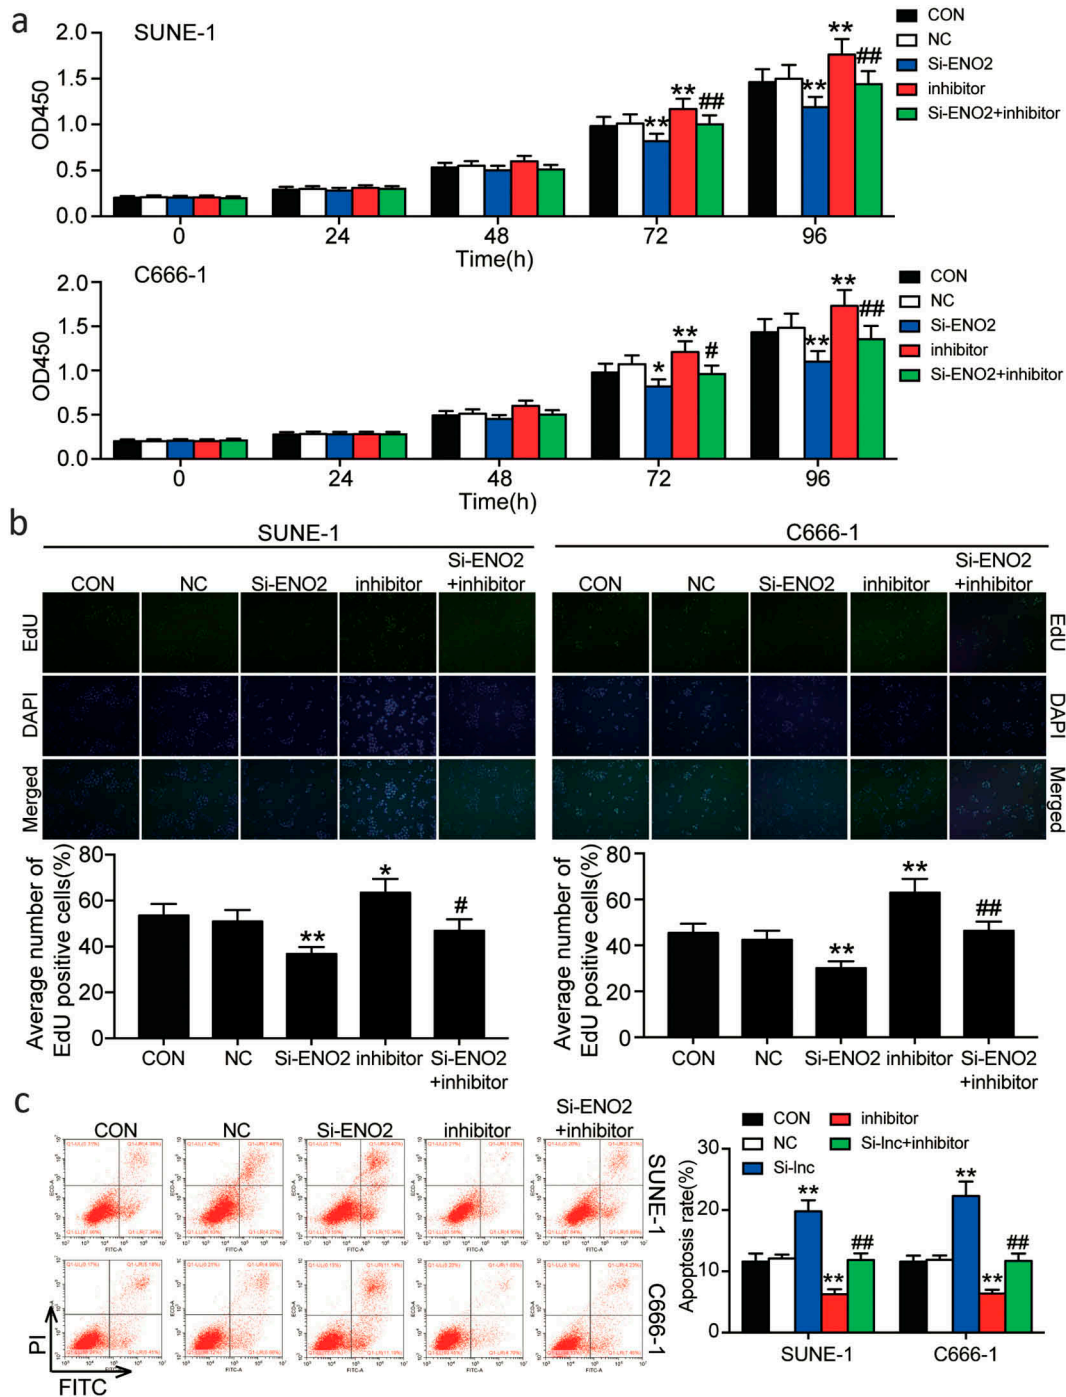 a
SUNE-1
OD450
2.0
1.5
1.0
0.5
0.0
0
24
48
72
96
Time(h)
**
**
##
**
**
##
CON
NC
Si-ENO2
inhibitor
Si-ENO2+inhibitor
C666-1
OD450
2.0
1.5
1.0
0.5
0.0
0
24
48
72
96
Time(h)
*
**
#
**
**
##
CON
NC
Si-ENO2
inhibitor
Si-ENO2+inhibitor
b
SUNE-1
CON
NC
Si-ENO2
inhibitor
Si-ENO2
+inhibitor
EdU
DAPI
Merged
C666-1
CON
NC
Si-ENO2
inhibitor
Si-ENO2
+inhibitor
EdU
DAPI
Merged
Average number of
EdU positive cells(%)
80
60
40
20
0
**
*
#
CON
NC
Si-ENO2
inhibitor
Si-ENO2
+inhibitor
Average number of
EdU positive cells(%)
80
60
40
20
0
**
**
##
CON
NC
Si-ENO2
inhibitor
Si-ENO2
+inhibitor
c
CON
NC
Si-ENO2
inhibitor
Si-ENO2
+inhibitor
SUNE-1
C666-1
ECD-A
FITC-A
PI
FITC
CON
NC
Si-lnc
inhibitor
Si-lnc+inhibitor
Apoptosis rate(%)
30
20
10
0
**
**
##
**
**
##
SUNE-1
C666-1